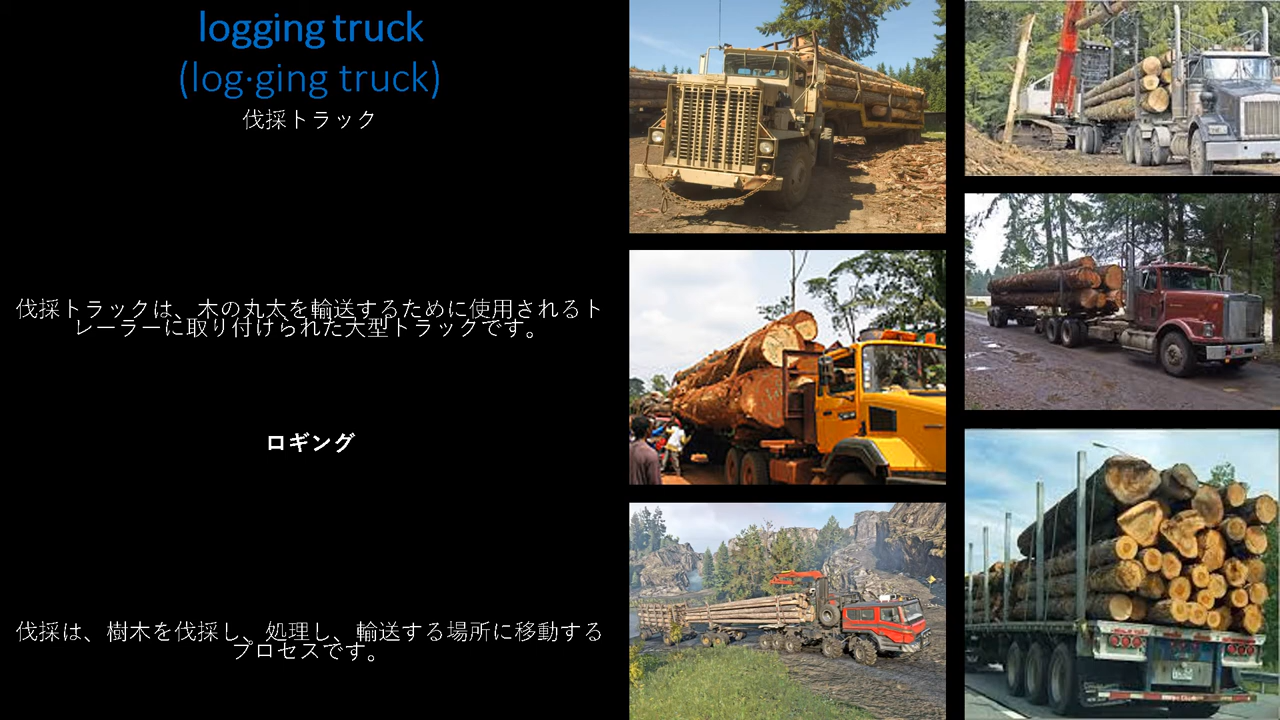 logging truck
(log·ging truck)
伐採トラック
伐採トラックは、木の丸太を輸送するために使用されるト
レーラーに取り付けられた大型トラックです。
ロギング
伐採は、樹木を伐採し、処理し、輸送する場所に移動する
プロセスです。